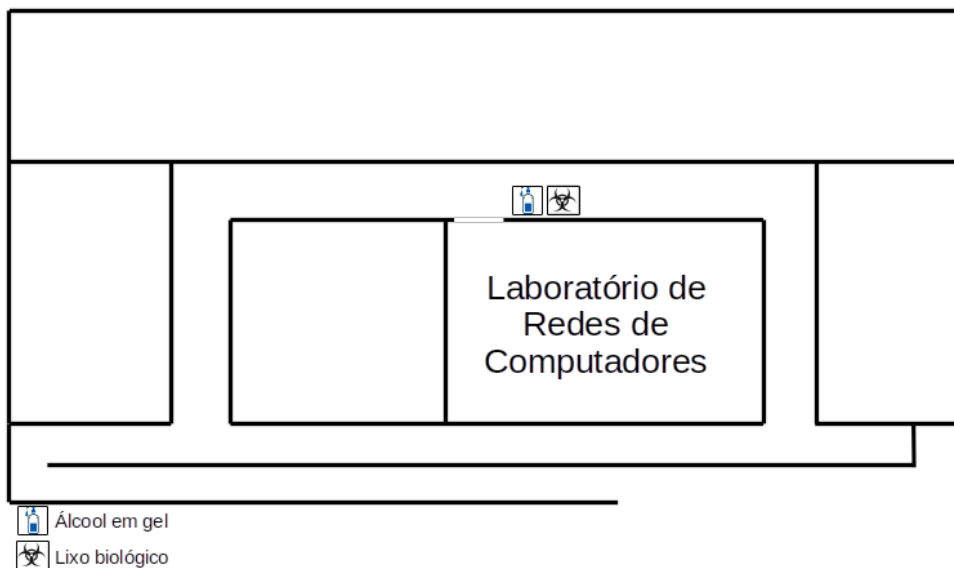 Laboratório de
Redes de
Computadores
Álcool em gel
Lixo biológico